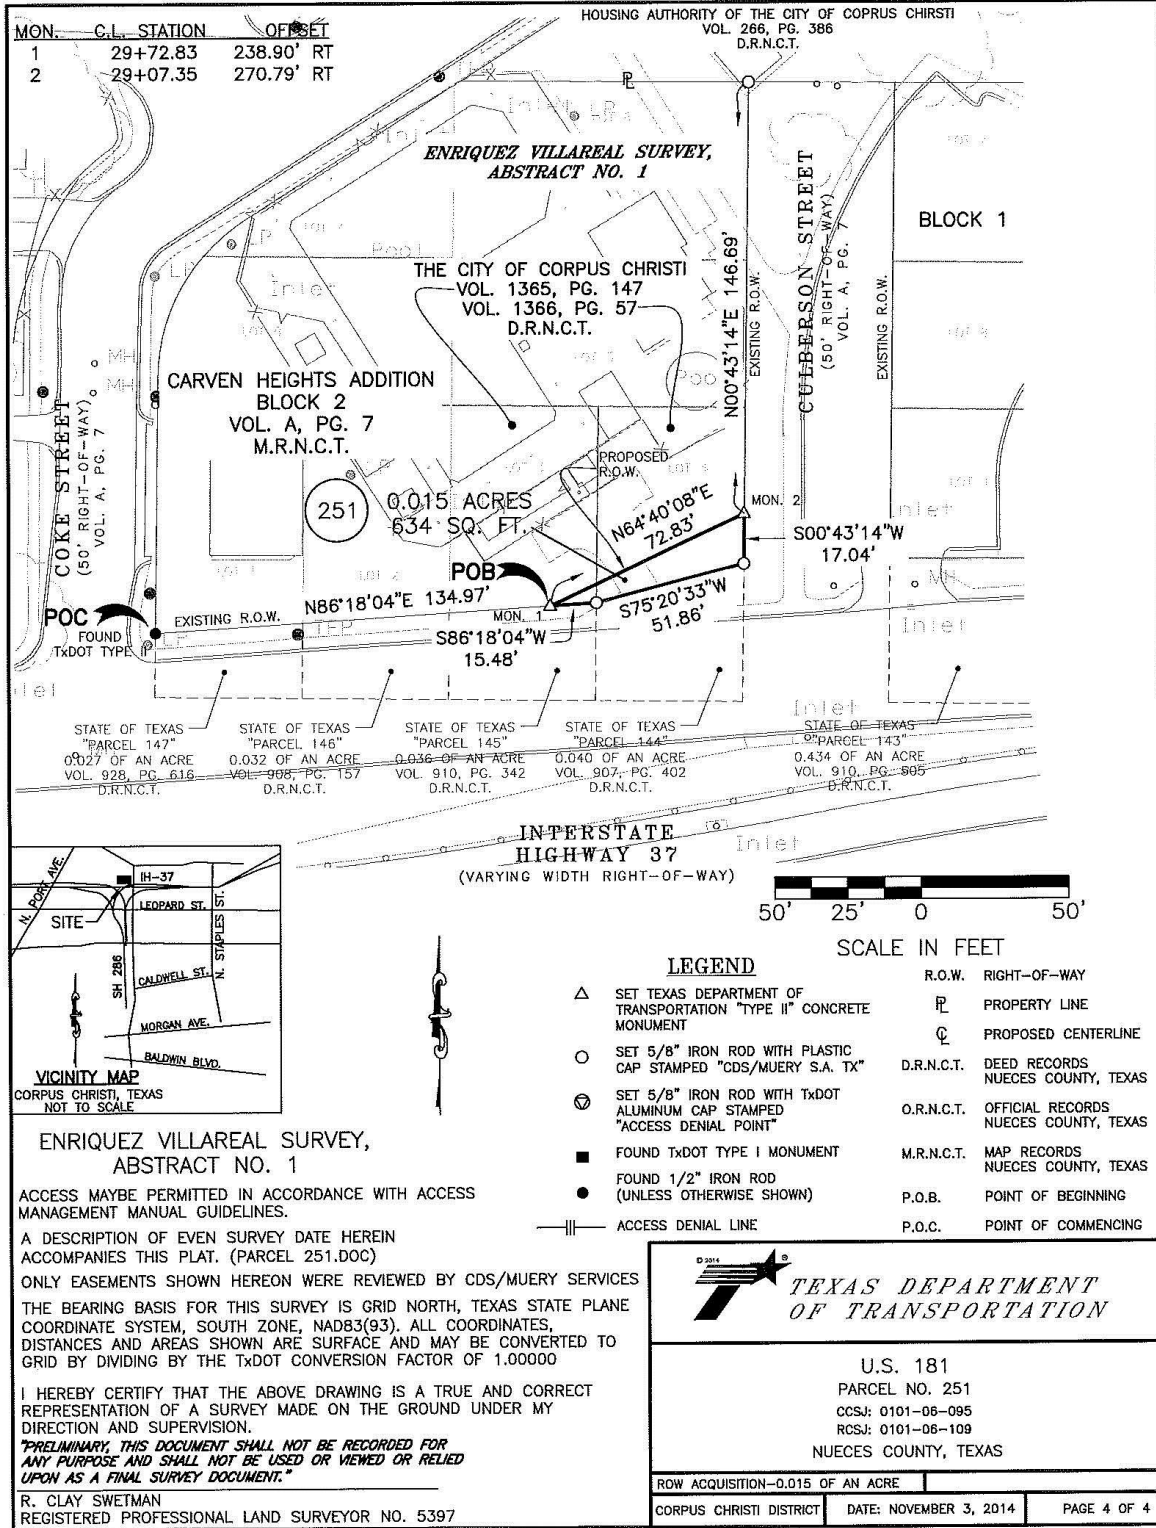 MON. C.L. STATION OFFSET
1 29+72.83 238.90' RT
2 29+07.35 270.79' RT
HOUSING AUTHORITY OF THE CITY OF COPRUS CHIRSTI
VOL. 266, PG. 386
D.R.N.C.T.
ENRIQUEZ VILLAREAL SURVEY,
ABSTRACT NO. 1
THE CITY OF CORPUS CHRISTI
VOL. 1365, PG. 147
VOL. 1366, PG. 57
D.R.N.C.T.
CARVEN HEIGHTS ADDITION
BLOCK 2
VOL. A, PG. 7
M.R.N.C.T.
BLOCK 1
CULBERSON STREET
(50' RIGHT-OF-WAY)
VOL. A, PG. 7
EXISTING R.O.W.
EXISTING R.O.W.
N00°43'14"E 146.69'
COKE STREET
(50' RIGHT-OF-WAY)
VOL. A, PG. 7
Pool
Inlet
Inlet
LP
LP
MH
MH
PROPOSED
R.O.W.
251
0.015 ACRES
634 SQ. FT.
N64°40'08"E
72.83'
MON. 2
S00°43'14"W
17.04'
POB
N86°18'04"E 134.97'
MON. 1
S75°20'33"W
51.86'
POC
FOUND
TxDOT TYPE II
EXISTING R.O.W.
S86°18'04"W
15.48'
Inlet
MH
Inlet
Inlet
STATE OF TEXAS
"PARCEL 147"
0.027 OF AN ACRE
VOL. 928, PG. 616
D.R.N.C.T.
STATE OF TEXAS
"PARCEL 146"
0.032 OF AN ACRE
VOL. 908, PG. 157
D.R.N.C.T.
STATE OF TEXAS
"PARCEL 145"
0.036 OF AN ACRE
VOL. 910, PG. 342
D.R.N.C.T.
STATE OF TEXAS
"PARCEL 144"
0.040 OF AN ACRE
VOL. 907, PG. 402
D.R.N.C.T.
STATE OF TEXAS
"PARCEL 143"
0.434 OF AN ACRE
VOL. 910, PG. 505
D.R.N.C.T.
INTERSTATE
HIGHWAY 37
(VARYING WIDTH RIGHT-OF-WAY)
Inlet
50' 25' 0 50'
SCALE IN FEET
N. PORT AVE.
IH-37
LEOPARD ST.
SITE
N. STAPLES ST.
SH 286
CALDWELL ST.
MORGAN AVE.
BALDWIN BLVD.
VICINITY MAP
CORPUS CHRISTI, TEXAS
NOT TO SCALE
LEGEND
SET TEXAS DEPARTMENT OF
TRANSPORTATION "TYPE II" CONCRETE
MONUMENT
SET 5/8" IRON ROD WITH PLASTIC
CAP STAMPED "CDS/MUERY S.A. TX"
SET 5/8" IRON ROD WITH TxDOT
ALUMINUM CAP STAMPED
"ACCESS DENIAL POINT"
FOUND TxDOT TYPE I MONUMENT
FOUND 1/2" IRON ROD
(UNLESS OTHERWISE SHOWN)
ACCESS DENIAL LINE
R.O.W. RIGHT-OF-WAY
PL PROPERTY LINE
CL PROPOSED CENTERLINE
D.R.N.C.T. DEED RECORDS
NUECES COUNTY, TEXAS
O.R.N.C.T. OFFICIAL RECORDS
NUECES COUNTY, TEXAS
M.R.N.C.T. MAP RECORDS
NUECES COUNTY, TEXAS
P.O.B. POINT OF BEGINNING
P.O.C. POINT OF COMMENCING
ENRIQUEZ VILLAREAL SURVEY,
ABSTRACT NO. 1
ACCESS MAYBE PERMITTED IN ACCORDANCE WITH ACCESS
MANAGEMENT MANUAL GUIDELINES.
A DESCRIPTION OF EVEN SURVEY DATE HEREIN
ACCOMPANIES THIS PLAT. (PARCEL 251.DOC)
ONLY EASEMENTS SHOWN HEREON WERE REVIEWED BY CDS/MUERY SERVICES
THE BEARING BASIS FOR THIS SURVEY IS GRID NORTH, TEXAS STATE PLANE
COORDINATE SYSTEM, SOUTH ZONE, NAD83(93). ALL COORDINATES,
DISTANCES AND AREAS SHOWN ARE SURFACE AND MAY BE CONVERTED TO
GRID BY DIVIDING BY THE TxDOT CONVERSION FACTOR OF 1.00000
I HEREBY CERTIFY THAT THE ABOVE DRAWING IS A TRUE AND CORRECT
REPRESENTATION OF A SURVEY MADE ON THE GROUND UNDER MY
DIRECTION AND SUPERVISION.
"PRELIMINARY, THIS DOCUMENT SHALL NOT BE RECORDED FOR
ANY PURPOSE AND SHALL NOT BE USED OR VIEWED OR RELIED
UPON AS A FINAL SURVEY DOCUMENT."
R. CLAY SWETMAN
REGISTERED PROFESSIONAL LAND SURVEYOR NO. 5397
© 2014 ®
TEXAS DEPARTMENT
OF TRANSPORTATION
U.S. 181
PARCEL NO. 251
CCSJ: 0101-06-095
RCSJ: 0101-06-109
NUECES COUNTY, TEXAS
ROW ACQUISITION-0.015 OF AN ACRE
CORPUS CHRISTI DISTRICT DATE: NOVEMBER 3, 2014 PAGE 4 OF 4